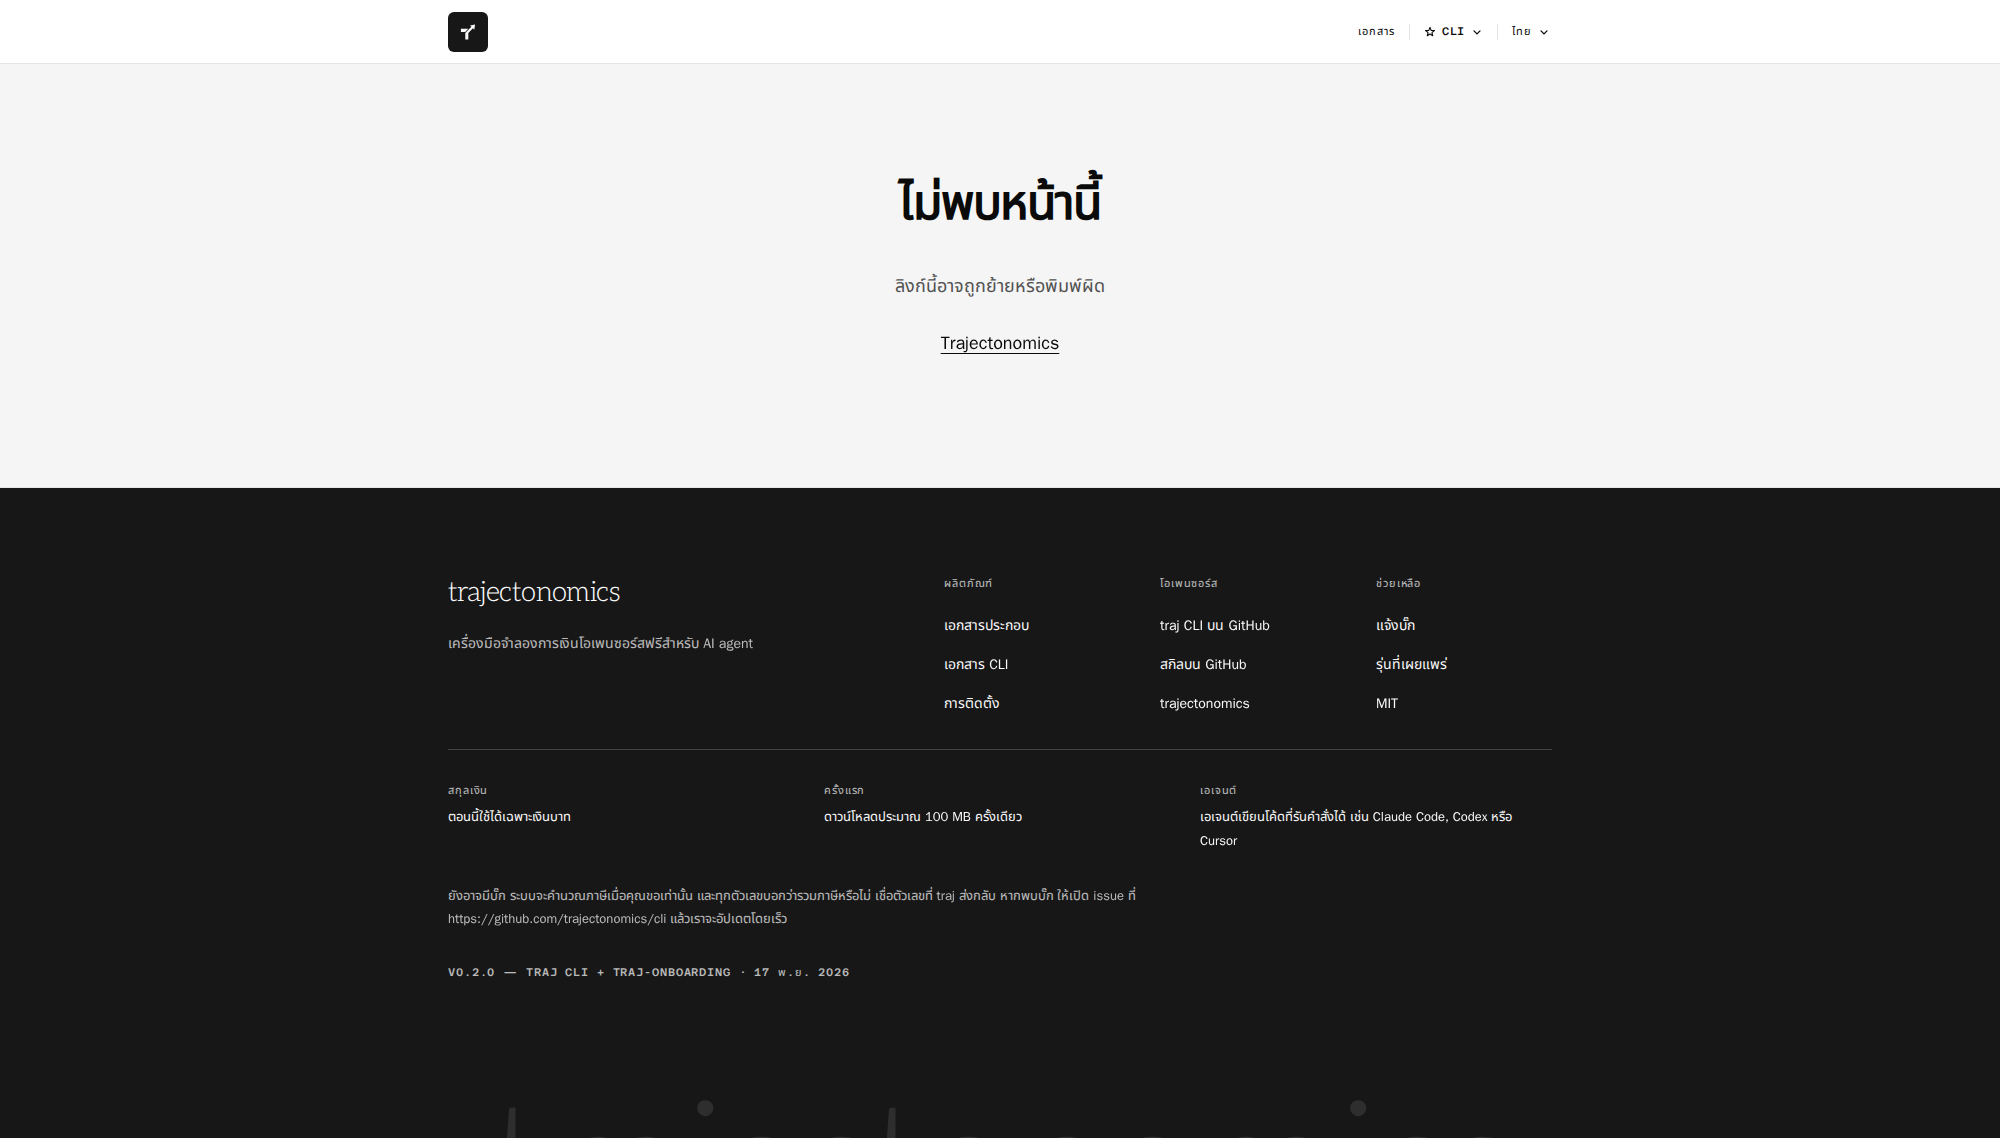 เอกสาร
CLI
ไทย
ไม่พบหน้านี้
ลิงก์นี้อาจถูกย้ายหรือพิมพ์ผิด
Trajectonomics
trajectonomics
เครื่องมือจำลองการเงินโอเพนซอร์สฟรีสำหรับ AI agent
ผลิตภัณฑ์
เอกสารประกอบ
เอกสาร CLI
การติดตั้ง
โอเพนซอร์ส
traj CLI บน GitHub
สกิลบน GitHub
trajectonomics
ช่วยเหลือ
แจ้งบั๊ก
รุ่นที่เผยแพร่
MIT
สกุลเงิน
ตอนนี้ใช้ได้เฉพาะเงินบาท
ครั้งแรก
ดาวน์โหลดประมาณ 100 MB ครั้งเดียว
เอเจนต์
เอเจนต์เขียนโค้ดที่รันคำสั่งได้ เช่น Claude Code, Codex หรือ
Cursor
ยังอาจมีบั๊ก ระบบจะคำนวณภาษีเมื่อคุณขอเท่านั้น และทุกตัวเลขบอกว่ารวมภาษีหรือไม่ เชื่อตัวเลขที่ traj ส่งกลับ หากพบบั๊ก ให้เปิด issue ที่
https://github.com/trajectonomics/cli แล้วเราจะอัปเดตโดยเร็ว
V0.2.0 — TRAJ CLI + TRAJ-ONBOARDING · 17 พ.ย. 2026